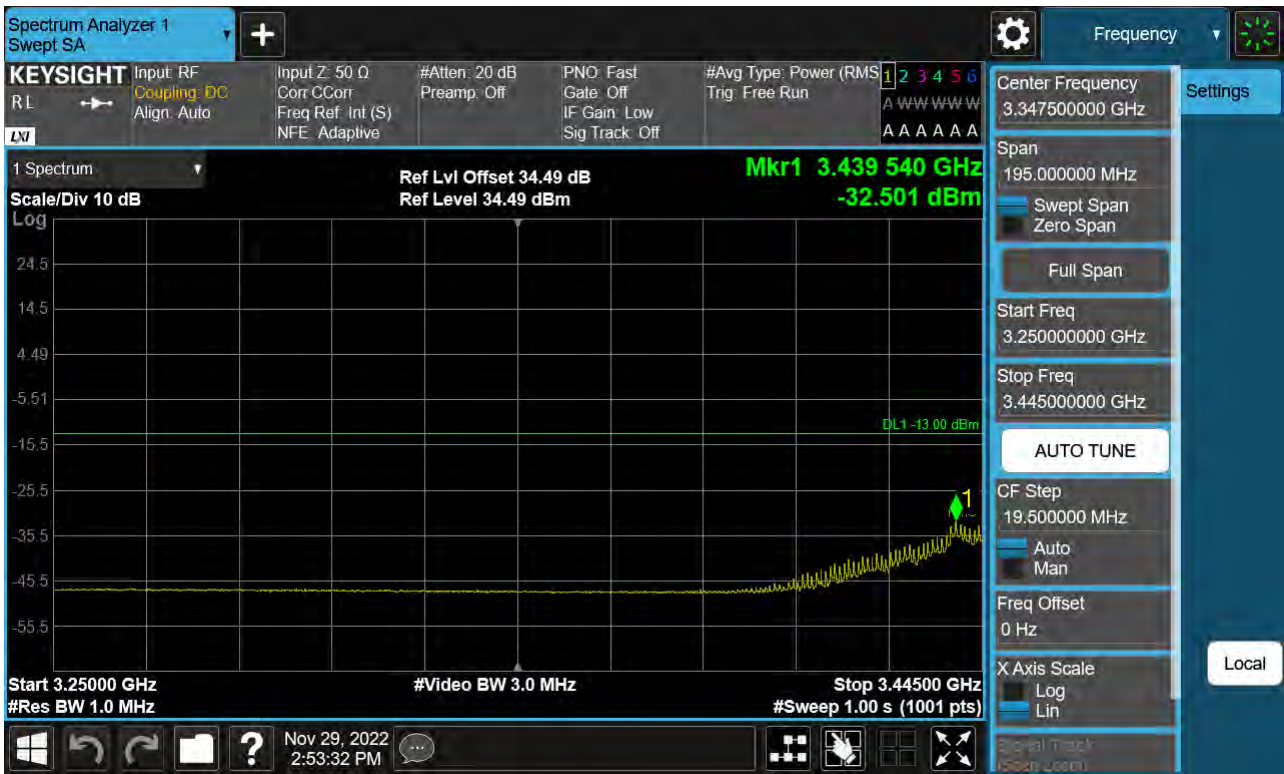 Spectrum Analyzer 1
Swept SA
+
Frequency
KEYSIGHT
RL
LXI
Input: RF
Coupling: DC
Align: Auto
Input Z: 50 Ω
Corr CCorr
Freq Ref: Int (S)
NFE: Adaptive
#Atten: 20 dB
Preamp: Off
PNO: Fast
Gate: Off
IF Gain: Low
Sig Track: Off
#Avg Type: Power (RMS
Trig: Free Run
1 2 3 4 5 6
A W W W W W
A A A A A A
1 Spectrum
Scale/Div 10 dB
Log
Ref Lvl Offset 34.49 dB
Ref Level 34.49 dBm
Mkr1 3.439 540 GHz
-32.501 dBm
24.5
14.5
4.49
-5.51
DL1 -13.00 dBm
-15.5
-25.5
1
-35.5
-45.5
-55.5
Start 3.25000 GHz
#Video BW 3.0 MHz
Stop 3.44500 GHz
#Res BW 1.0 MHz
#Sweep 1.00 s (1001 pts)
Center Frequency
3.347500000 GHz
Settings
Span
195.000000 MHz
Swept Span
Zero Span
Full Span
Start Freq
3.250000000 GHz
Stop Freq
3.445000000 GHz
AUTO TUNE
CF Step
19.500000 MHz
Auto
Man
Freq Offset
0 Hz
X Axis Scale
Log
Lin
Local
Signal Track
(Span Zoom)
?
Nov 29, 2022
2:53:32 PM